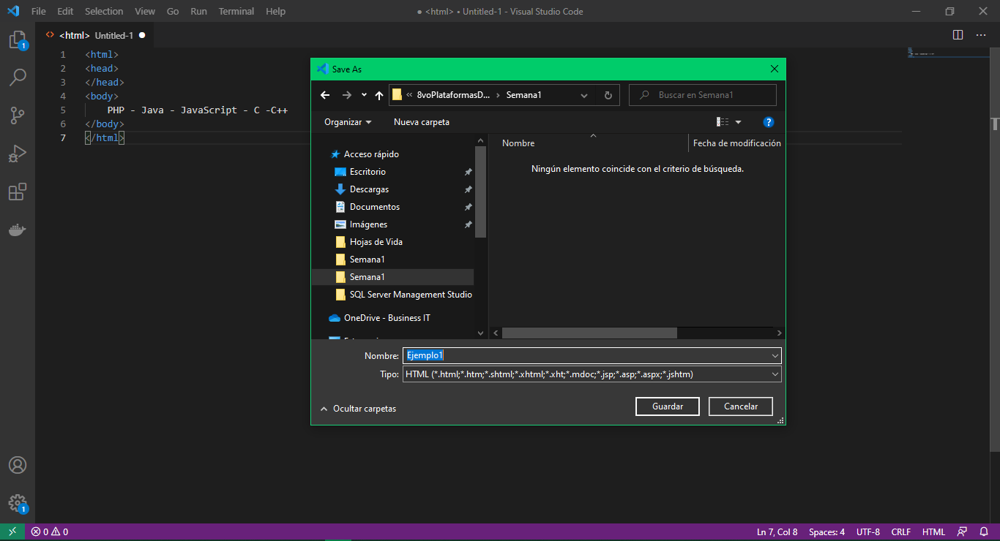 File Edit Selection View Go Run Terminal Help ● <html> • Untitled-1 - Visual Studio Code
<html> Untitled-1
1 <html>
2 <head>
3 </head>
4 <body>
5 PHP - Java - JavaScript - C -C++
6 </body>
7 </html>
Save As
« 8voPlataformasD... › Semana1
Buscar en Semana1
Organizar Nueva carpeta
Nombre Fecha de modificación
Ningún elemento coincide con el criterio de búsqueda.
Acceso rápido
Escritorio
Descargas
Documentos
Imágenes
Hojas de Vida
Semana1
Semana1
SQL Server Management Studio
OneDrive - Business IT
Nombre: Ejemplo1
Tipo: HTML (*.html;*.htm;*.shtml;*.xhtml;*.xht;*.mdoc;*.jsp;*.asp;*.aspx;*.jshtm)
Ocultar carpetas Guardar Cancelar
1
1
0 0 Ln 7, Col 8 Spaces: 4 UTF-8 CRLF HTML